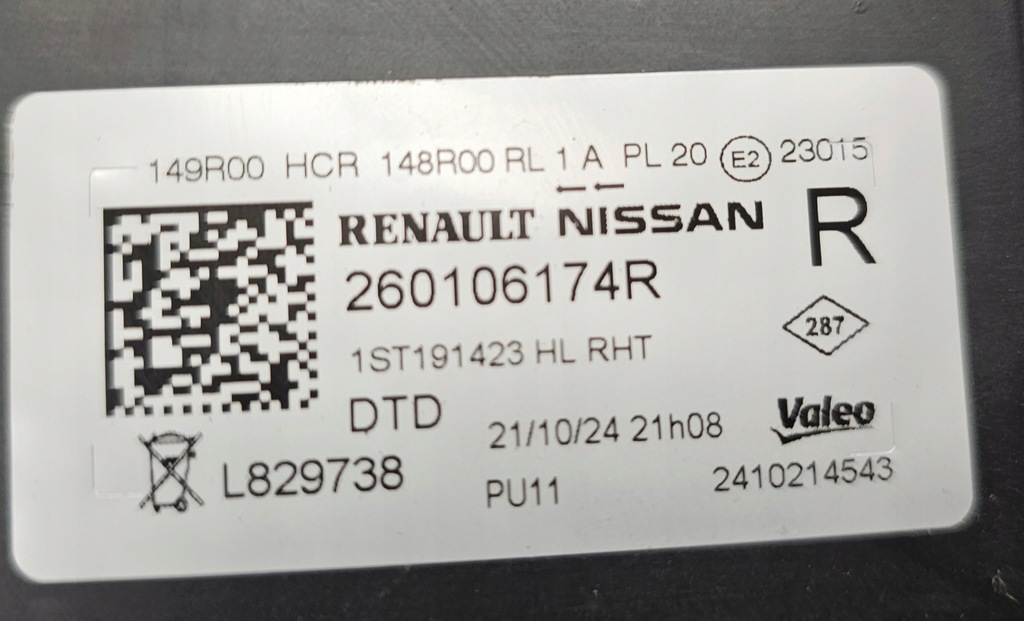 149R00 HCR 148R00 RL 1 A PL 20 E2 23015
RENAULT NISSAN R
260106174R
287
1ST191423 HL RHT
DTD 21/10/24 21h08 Valeo
L829738 PU11 2410214543